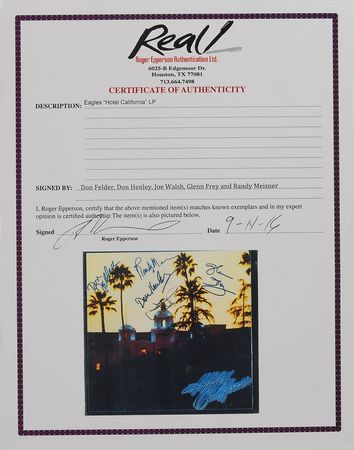 Real!
Roger Epperson Authentication Ltd.
6025-B Edgemoor Dr.
Houston, TX 77081
713.664.7498
CERTIFICATE OF AUTHENTICITY
DESCRIPTION: Eagles "Hotel California" LP
SIGNED BY: Don Felder, Don Henley, Joe Walsh, Glenn Frey and Randy Meisner
I, Roger Epperson, certify that the above mentioned item(s) matches known exemplars and in my expert
opinion is certified authentic. The item(s) is also pictured below.
Signed Date 9-14-16
Roger Epperson
Hotel California